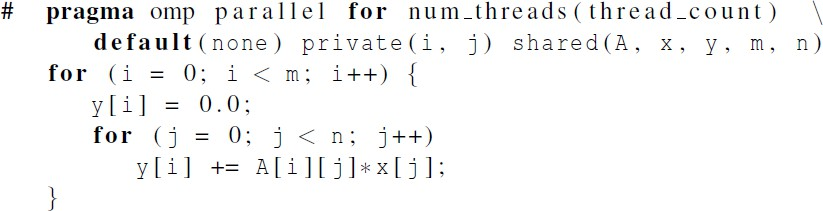 #  pragma omp parallel for num_threads(thread_count) \
      default(none) private(i, j) shared(A, x, y, m, n)
   for (i = 0; i < m; i++) {
      y[i] = 0.0;
      for (j = 0; j < n; j++)
         y[i] += A[i][j]*x[j];
   }